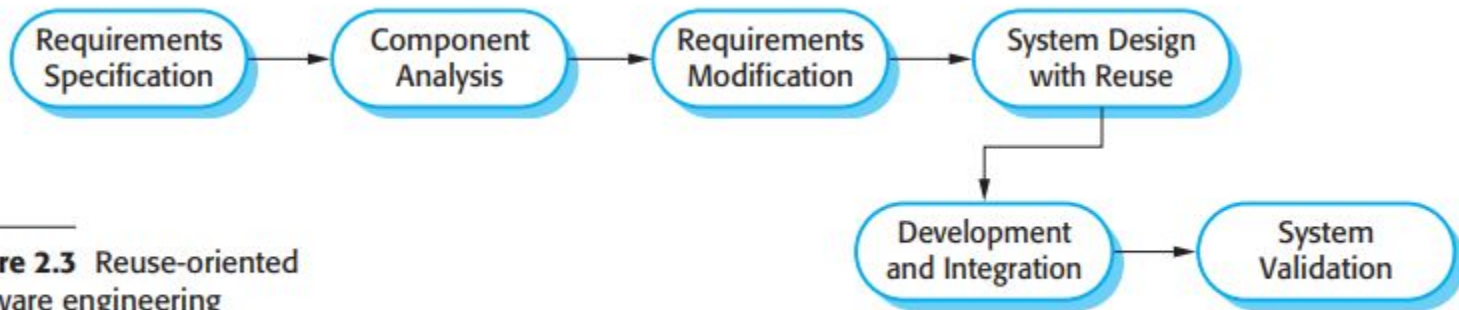 Requirements
Specification
Component
Analysis
Requirements
Modification
System Design
with Reuse
Development
and Integration
System
Validation
re 2.3 Reuse-oriented
ware engineering